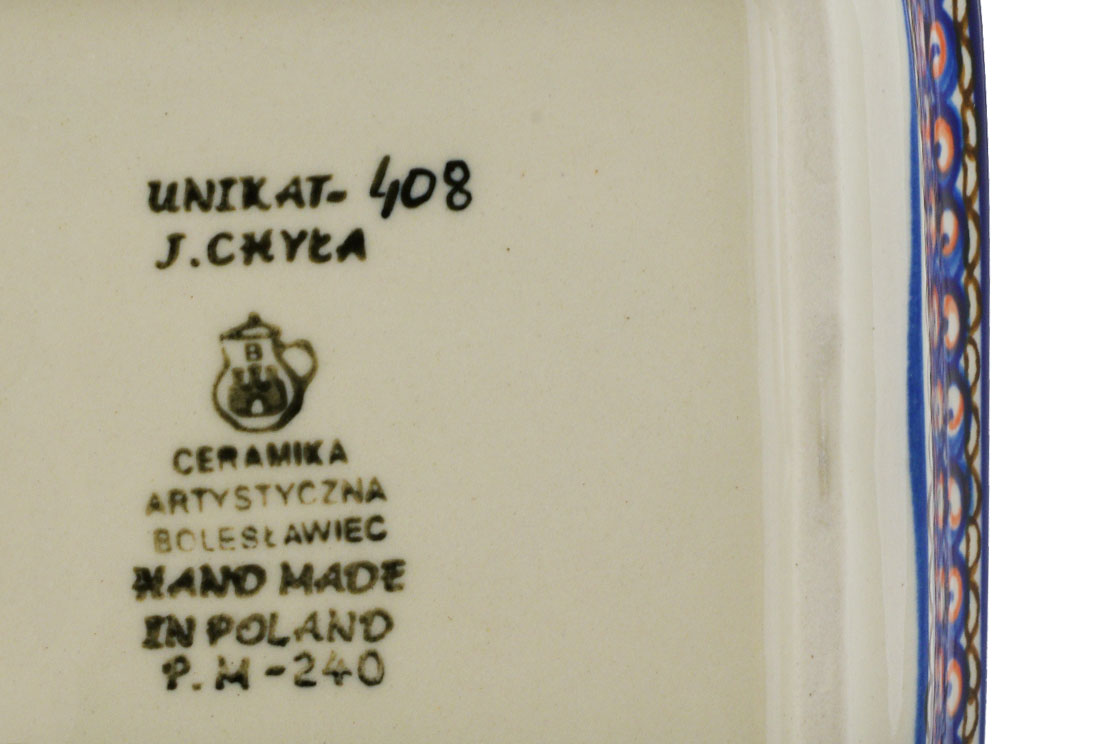 UNIKAT-408
J.CHYŁA
B
CERAMIKA
ARTYSTYCZNA
BOLESŁAWIEC
HAND MADE
IN POLAND
P.M-240